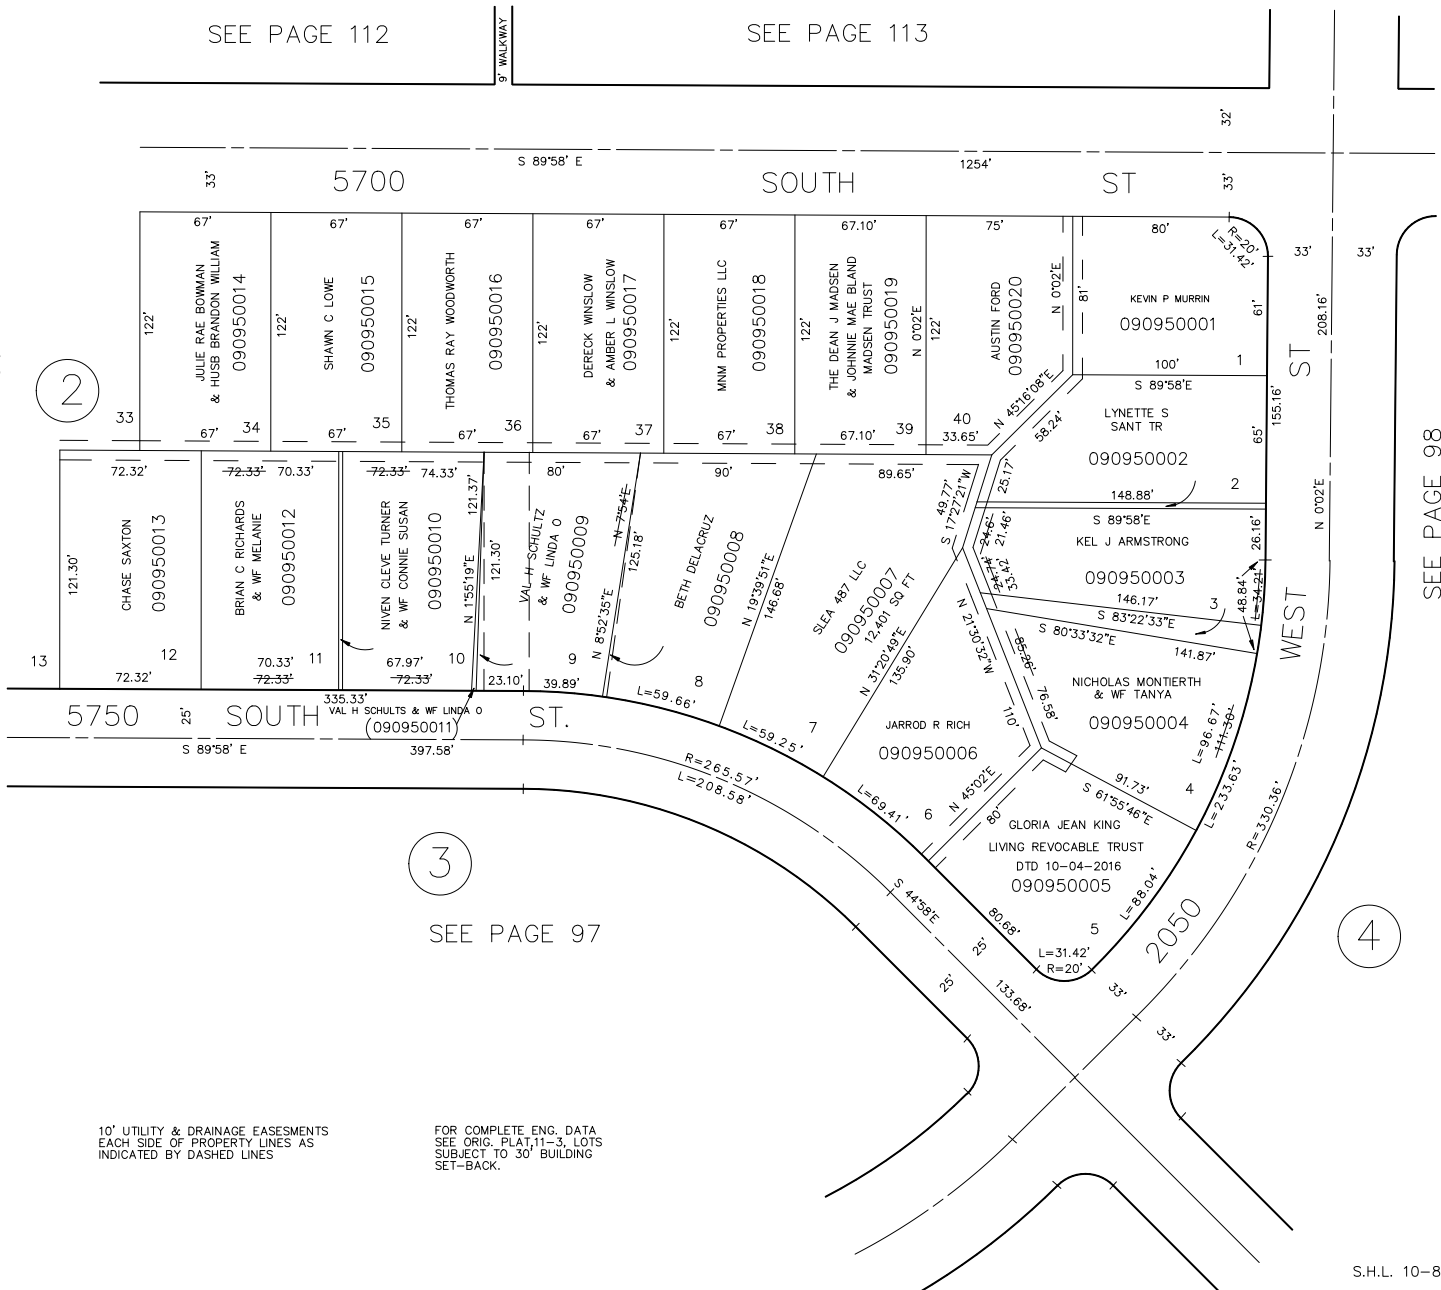 SEE PAGE 112
9' WALKWAY
SEE PAGE 113
32'
S 89°58' E
1254'
33'
5700
SOUTH
ST
33'
67'
67'
67'
67'
67'
67.10'
75'
80'
R=20'
L=31.42'
33'
33'
122'
JULIE RAE BOWMAN
& HUSB BRANDON WILLIAM
090950014
122'
SHAWN C LOWE
090950015
122'
THOMAS RAY WOODWORTH
090950016
122'
DERECK WINSLOW
& AMBER L WINSLOW
090950017
122'
MNM PROPERTIES LLC
090950018
122'
THE DEAN J MADSEN
& JOHNNIE MAE BLAND
MADSEN TRUST
090950019
N 0°02'E
122'
AUSTIN FORD
090950020
N 0°02'E
81'
KEVIN P MURRIN
090950001
61'
208.16'
100'
1
S 89°58'E
ST
2
33
34
35
36
37
38
39
40
67'
67'
67'
67'
67'
67.10'
33.65'
N 45°16'08"E
58.24'
LYNETTE S
SANT TR
090950002
155.16'
65'
148.88'
2
S 89°58'E
N 0°02'E
SEE PAGE 98
72.32'
72.33'
70.33'
72.33'
74.33'
80'
90'
89.65'
121.30'
CHASE SAXTON
090950013
13
12
72.32'
BRIAN C RICHARDS
& WF MELANIE
090950012
70.33'
72.33'
11
NIVEN CLEVE TURNER
& WF CONNIE SUSAN
090950010
67.97'
72.33'
10
121.37'
N 1°55'19"E
121.30'
VAL H SCHULTZ
& WF LINDA O
090950009
9
23.10'
39.89'
N 7°54'E
125.18'
N 8°52'35"E
BETH DELACRUZ
090950008
8
L=59.66'
N 19°39'51"E
146.68'
SLEA 487 LLC
090950007
12,401 SQ FT
7
L=59.25'
N 31°20'49"E
135.90'
49.77'
S 17°27'21"W
25.17'
24.6'
21.46'
24.14'
33.42'
KEL J ARMSTRONG
090950003
26.16'
146.17'
3
48.84'
L=34.21'
S 83°22'33"E
S 80°33'32"E
141.87'
WEST
N 21°30'32"W
85.26'
76.58'
110'
NICHOLAS MONTIERTH
& WF TANYA
090950004
L=96.67'
111.30'
4
91.73'
S 61°55'46"E
L=233.63'
R=330.36'
JARROD R RICH
090950006
6
L=69.41'
N 45°02'E
80'
GLORIA JEAN KING
LIVING REVOCABLE TRUST
DTD 10-04-2016
090950005
5
L=88.04'
80.68'
L=31.42'
R=20'
2050
335.33'
VAL H SCHULTS & WF LINDA O
(090950011)
5750
25'
SOUTH
ST.
S 89°58' E
397.58'
R=265.57'
L=208.58'
S 44°58'E
25'
25'
133.68'
33'
33'
3
SEE PAGE 97
4
10' UTILITY & DRAINAGE EASESMENTS
EACH SIDE OF PROPERTY LINES AS
INDICATED BY DASHED LINES
FOR COMPLETE ENG. DATA
SEE ORIG. PLAT,11-3, LOTS
SUBJECT TO 30' BUILDING
SET-BACK.
S.H.L. 10-8